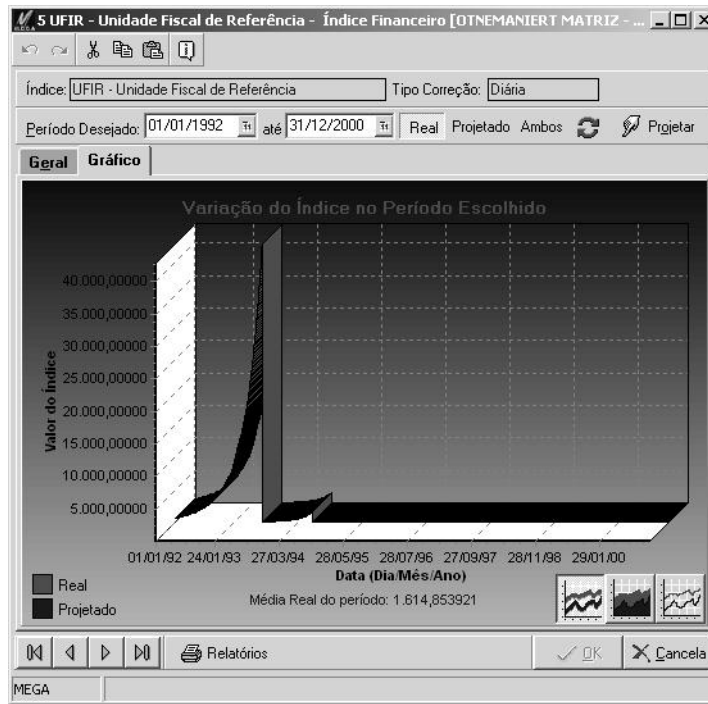 5 UFIR - Unidade Fiscal de Referência - Índice Financeiro [OTNEMANIERT MATRIZ - ...
Índice: UFIR - Unidade Fiscal de Referência Tipo Correção: Diária
Período Desejado: 01/01/1992 até 31/12/2000 Real Projetado Ambos Projetar
Geral Gráfico
Variação do Índice no Período Escolhido
40.000,00000
35.000,00000
30.000,00000
25.000,00000
20.000,00000
15.000,00000
10.000,00000
5.000,00000
Valor do Índice
01/01/92 24/01/93 27/03/94 28/05/95 28/07/96 27/09/97 28/11/98 29/01/00
Data (Dia/Mês/Ano)
Real
Projetado
Média Real do período: 1.614,853921
Relatórios OK Cancela
MEGA